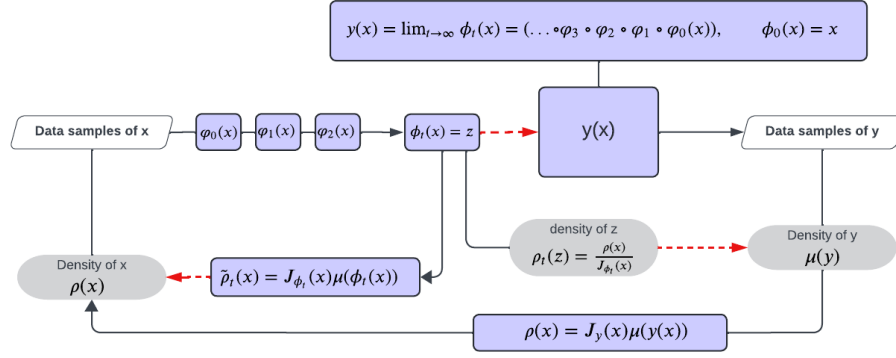 y(x) = lim_{t→∞} ϕ_t(x) = (…∘φ_3 ∘ φ_2 ∘ φ_1 ∘ φ_0(x)), ϕ_0(x) = x
Data samples of x
φ_0(x)
φ_1(x)
φ_2(x)
ϕ_t(x) = z
y(x)
Data samples of y
density of z
ρ_t(z) = ρ(x)/J_{ϕ_t}(x)
Density of y
μ(y)
Density of x
ρ(x)
ρ̃_t(x) = J_{ϕ_t}(x)μ(ϕ_t(x))
ρ(x) = J_y(x)μ(y(x))